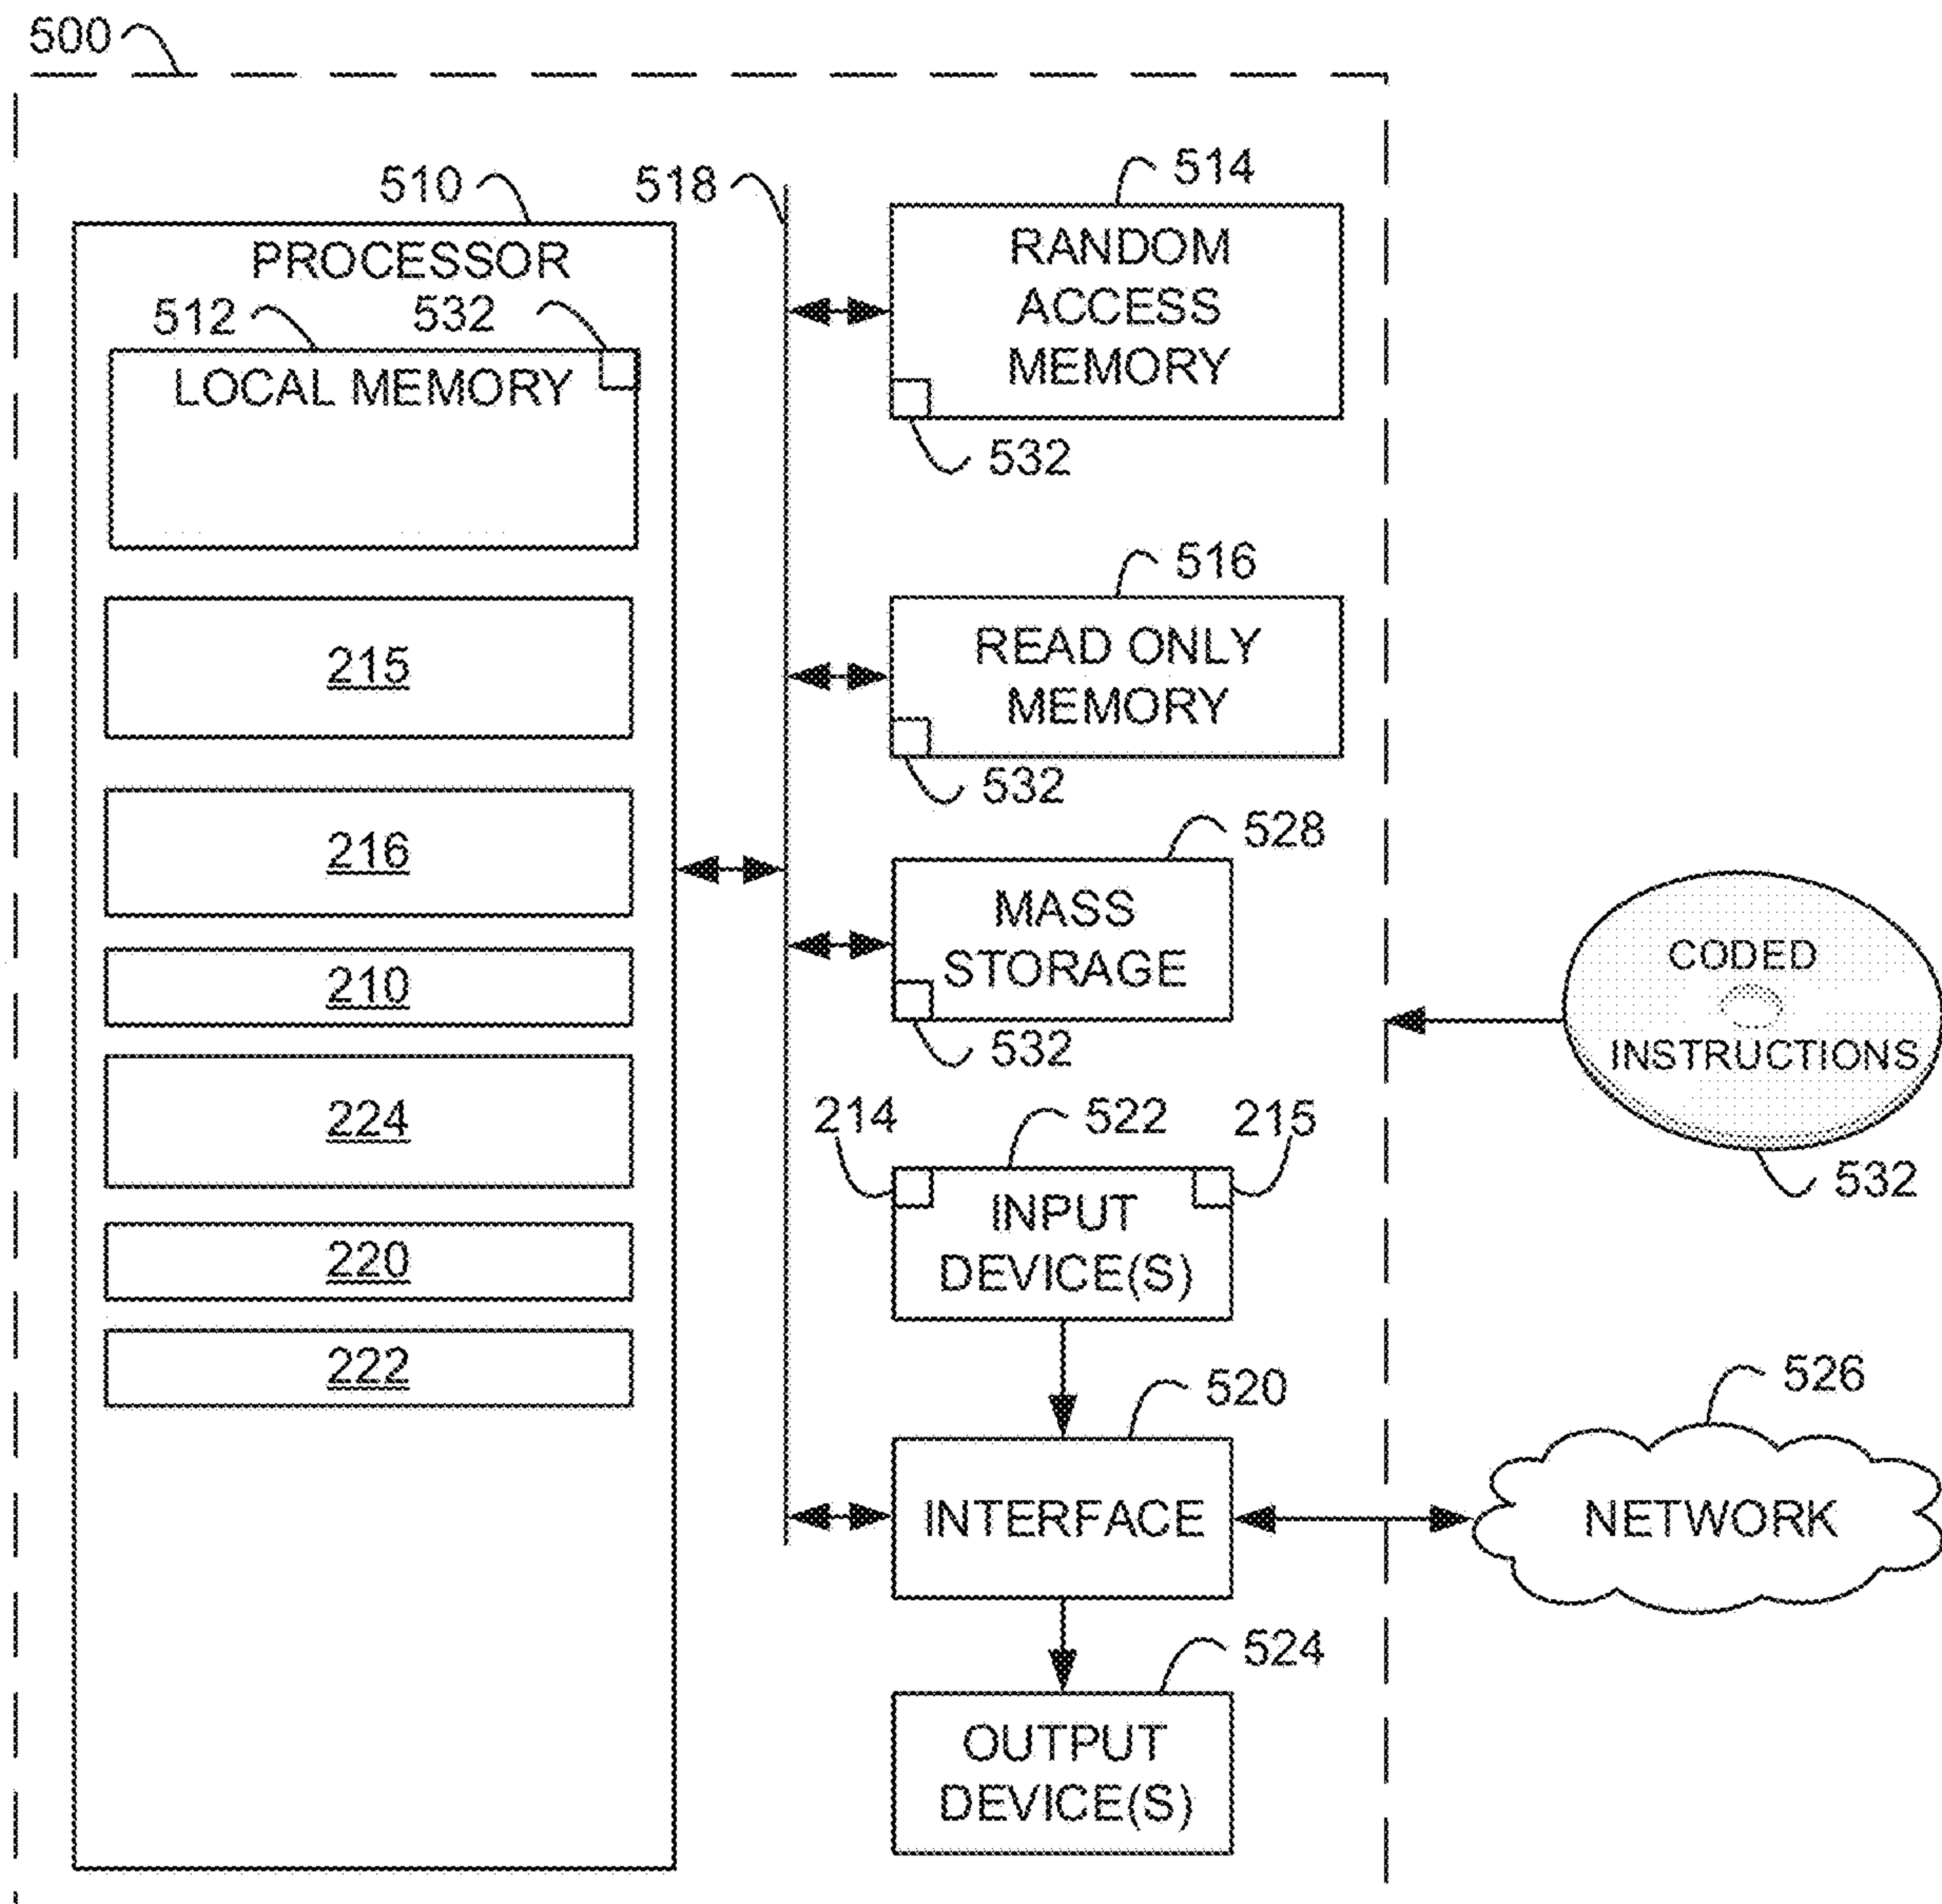 500
510
PROCESSOR
512
532
LOCAL MEMORY
215
216
210
224
220
222
518
514
RANDOM
ACCESS
MEMORY
532
516
READ ONLY
MEMORY
532
528
MASS
STORAGE
532
214
522
215
INPUT
DEVICE(S)
520
INTERFACE
524
OUTPUT
DEVICE(S)
CODED
INSTRUCTIONS
532
526
NETWORK